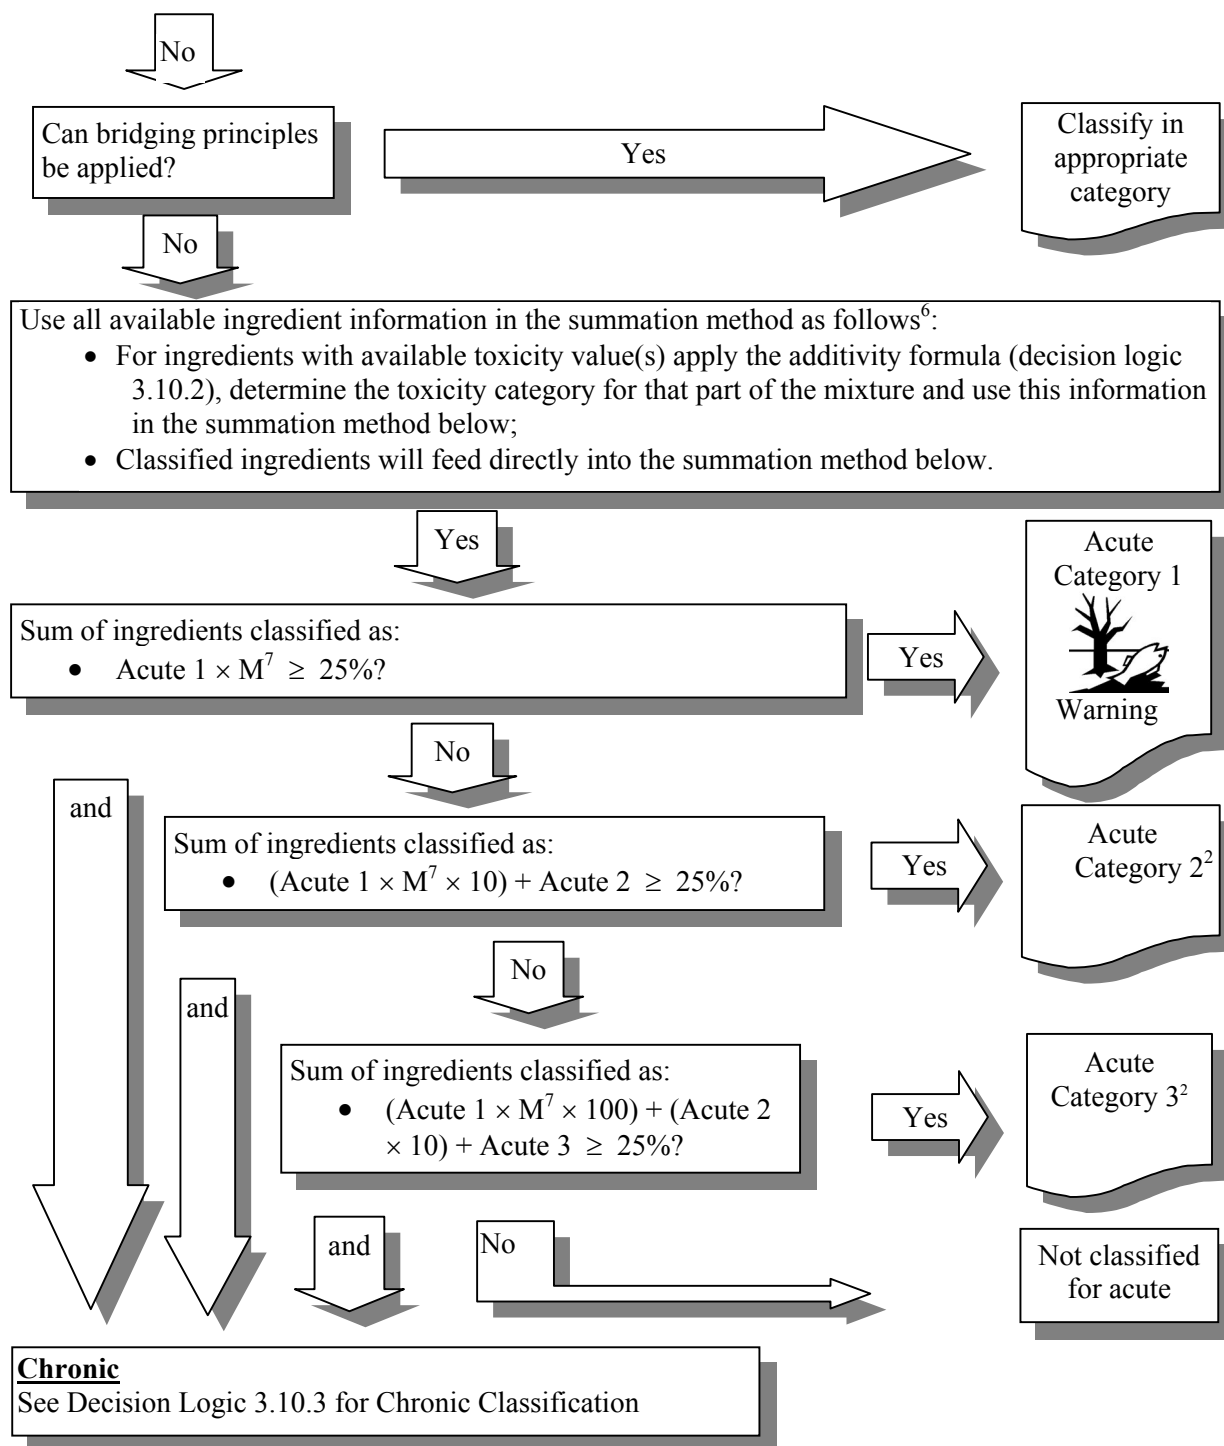 No
Can bridging principles
be applied?
Yes
Classify in
appropriate
category
No
Use all available ingredient information in the summation method as follows⁶:
• For ingredients with available toxicity value(s) apply the additivity formula (decision logic
3.10.2), determine the toxicity category for that part of the mixture and use this information
in the summation method below;
• Classified ingredients will feed directly into the summation method below.
Yes
Acute
Category 1
Warning
Sum of ingredients classified as:
• Acute 1 × M⁷ ≥ 25%?
Yes
No
and
Sum of ingredients classified as:
• (Acute 1 × M⁷ × 10) + Acute 2 ≥ 25%?
Yes
Acute
Category 2²
No
and
Sum of ingredients classified as:
• (Acute 1 × M⁷ × 100) + (Acute 2
× 10) + Acute 3 ≥ 25%?
Yes
Acute
Category 3²
and
No
Not classified
for acute
Chronic
See Decision Logic 3.10.3 for Chronic Classification